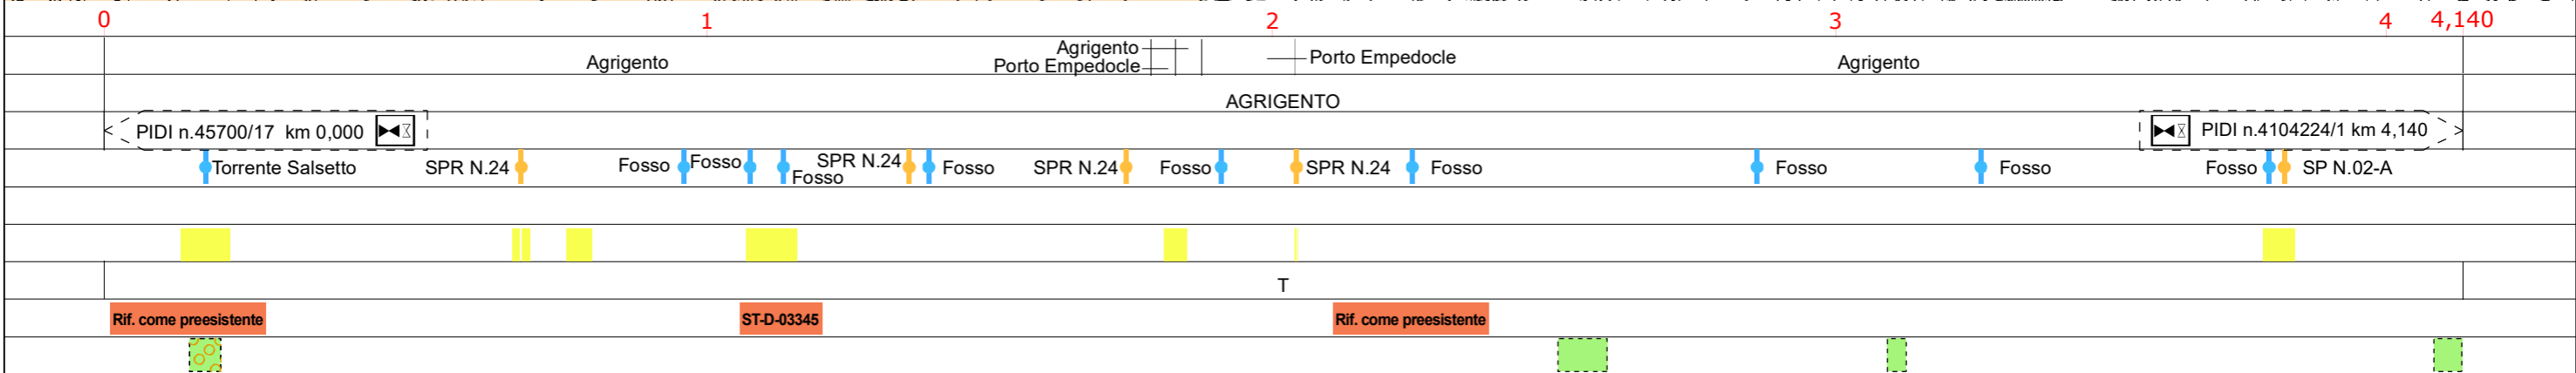 0 1 2 3 4 4,140
Agrigento
Agrigento
Porto Empedocle
Porto Empedocle
Agrigento
AGRIGENTO
PIDI n.45700/17 km 0,000
PIDI n.4104224/1 km 4,140
Torrente Salsetto
SPR N.24
Fosso
Fosso
Fosso
SPR N.24
Fosso
SPR N.24
Fosso
SPR N.24
Fosso
Fosso
Fosso
Fosso
SP N.02-A
T
Rif. come preesistente
ST-D-03345
Rif. come preesistente